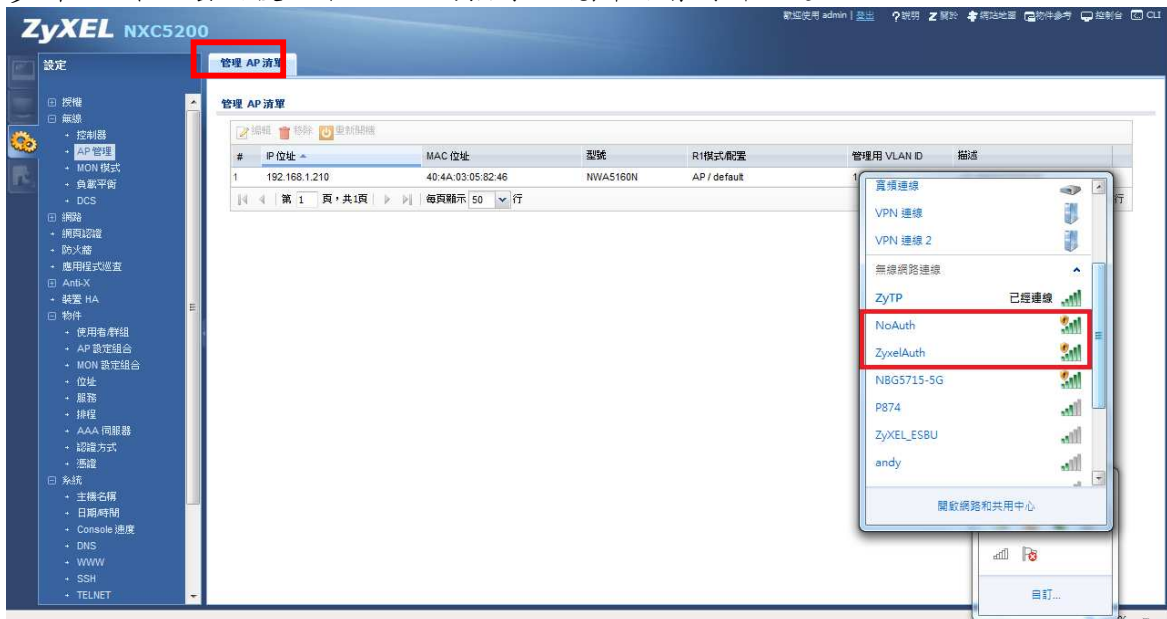 ZyXEL NXC5200
歡迎使用 admin | 登出 ?說明 Z 關於 網站地圖 物件參考 控制台 CLI
設定
管理 AP 清單
授權
無線
控制器
AP 管理
MON 模式
負載平衡
DCS
網路
網頁認證
防火牆
應用程式巡查
Anti-X
裝置 HA
物件
使用者/群組
AP 設定組合
MON 設定組合
位址
服務
排程
AAA 伺服器
認證方式
憑證
系統
主機名稱
日期/時間
Console 速度
DNS
WWW
SSH
TELNET
管理 AP 清單
編輯 移除 重新開機
# IP 位址 MAC 位址 型號 R1模式/配置 管理用 VLAN ID 描述
1 192.168.1.210 40:4A:03:05:82:46 NWA5160N AP / default 1
第 1 頁，共1頁 每頁顯示 50 行
行
寬頻連線
VPN 連線
VPN 連線 2
無線網路連線
ZyTP 已經連線
NoAuth
ZyxelAuth
NBG5715-5G
P874
ZyXEL_ESBU
andy
開啟網路和共用中心
自訂...